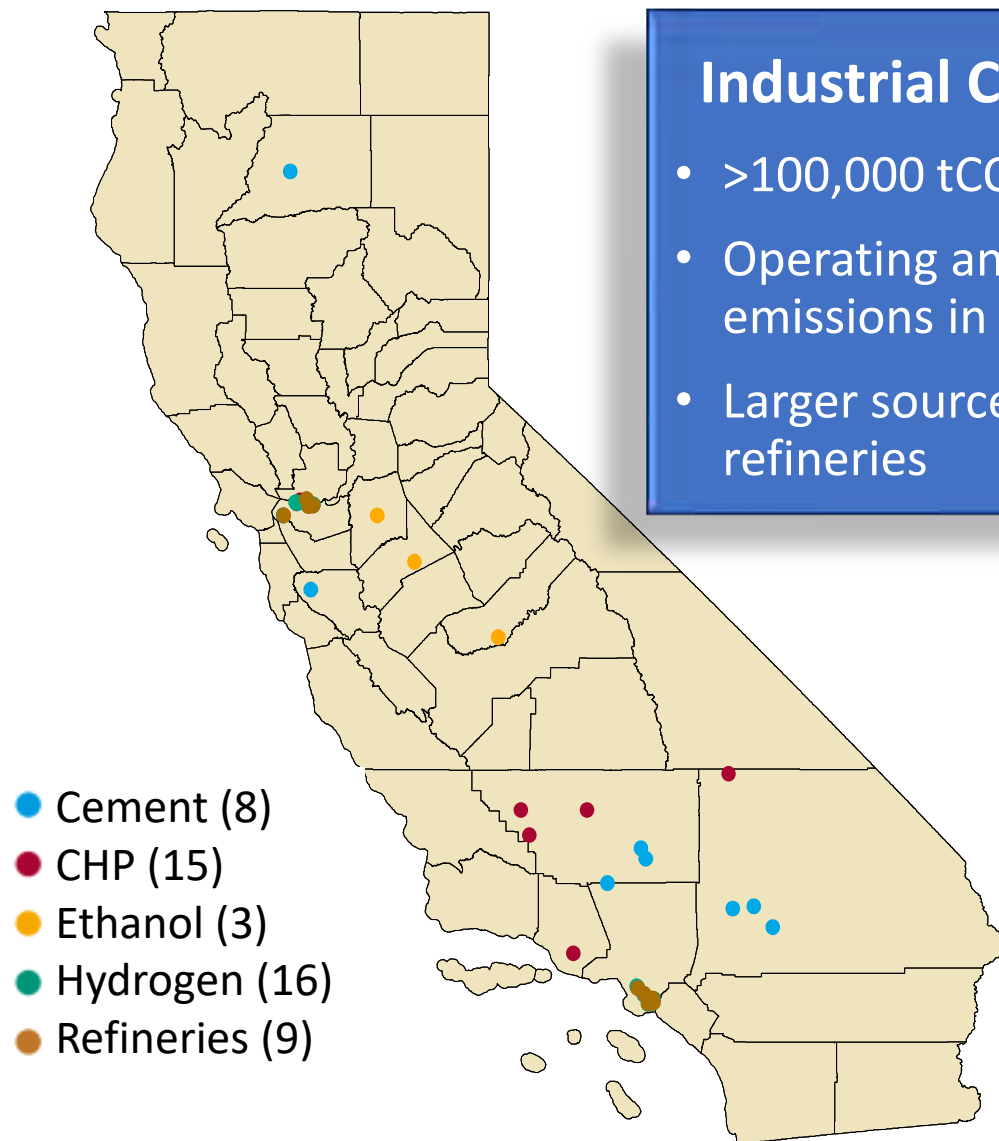 Industrial C
• >100,000 tCO
• Operating an
emissions in
• Larger source
refineries
Cement (8)
CHP (15)
Ethanol (3)
Hydrogen (16)
Refineries (9)